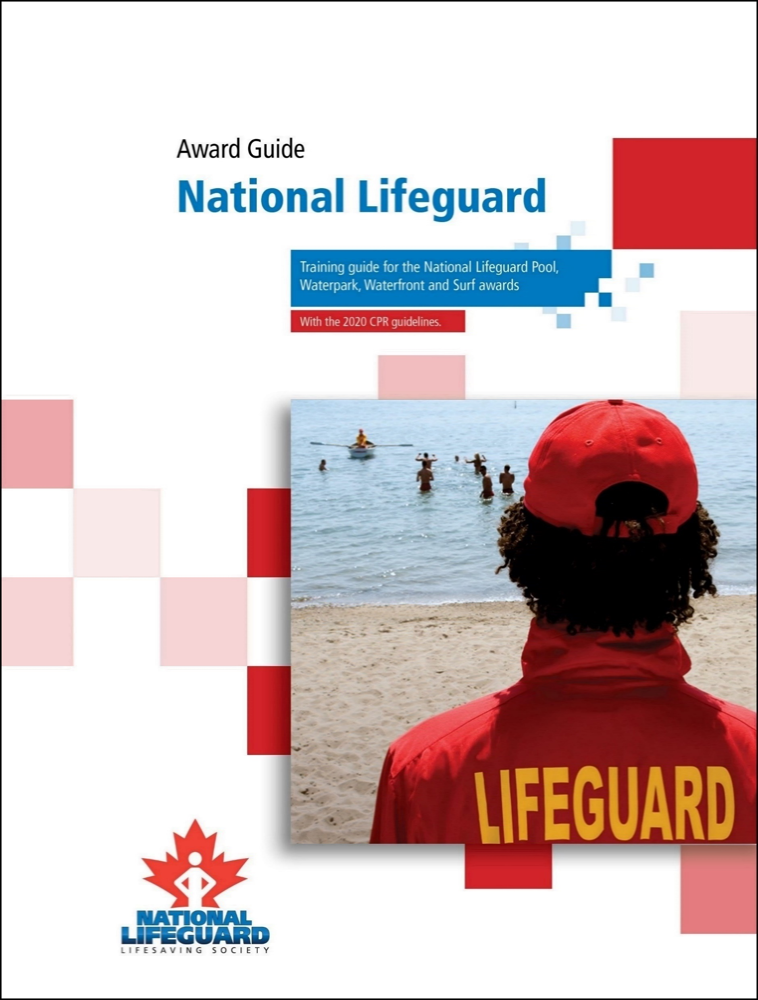 Award Guide
National Lifeguard
Training guide for the National Lifeguard Pool,
Waterpark, Waterfront and Surf awards
With the 2020 CPR guidelines.
LIFEGUARD
NATIONAL
LIFEGUARD
LIFESAVING SOCIETY